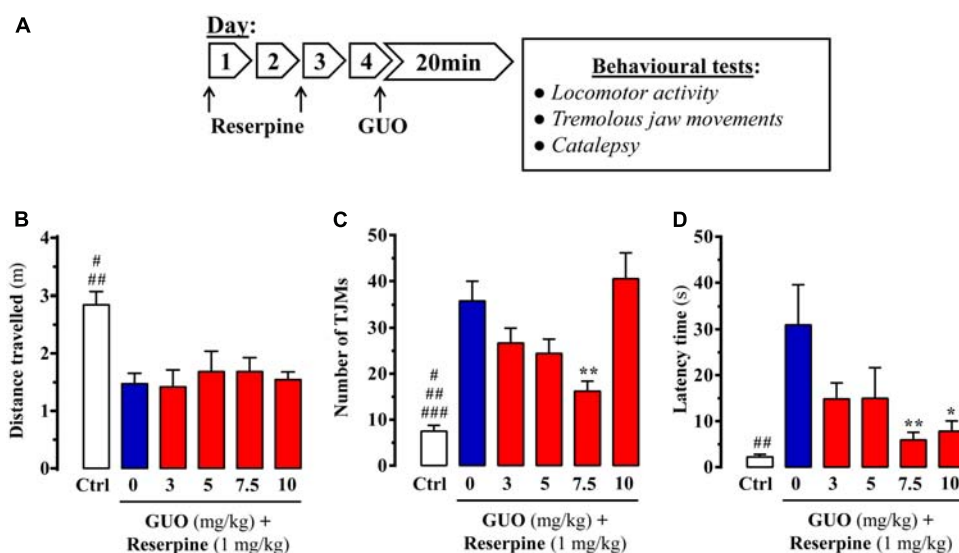 A
Day:
1 2 3 4 20min
Reserpine GUO
Behavioural tests:
● Locomotor activity
● Tremolous jaw movements
● Catalepsy
B
Distance travelled (m)
4
3
2
1
0
#
##
Ctrl 0 3 5 7.5 10
GUO (mg/kg) +
Reserpine (1 mg/kg)
C
Number of TJMs
50
40
30
20
10
0
#
##
###
**
Ctrl 0 3 5 7.5 10
GUO (mg/kg) +
Reserpine (1 mg/kg)
D
Latency time (s)
50
40
30
20
10
0
##
**
*
Ctrl 0 3 5 7.5 10
GUO (mg/kg) +
Reserpine (1 mg/kg)